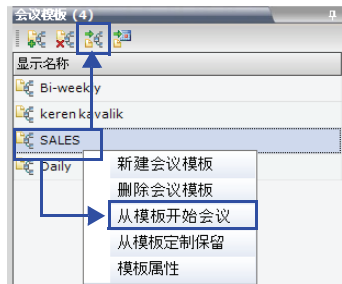 会议模板 (4)
显示名称
Bi-weekly
keren kavalik
SALES
Daily
新建会议模板
删除会议模板
从模板开始会议
从模板定制保留
模板属性